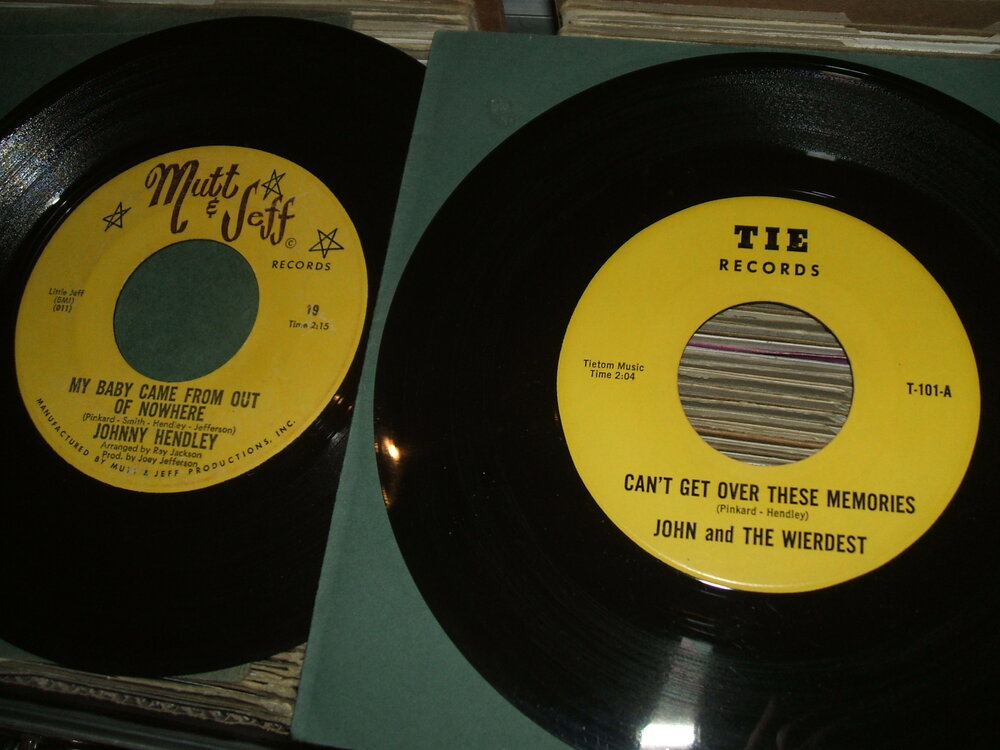 Mutt
& Jeff
©
RECORDS
Little Jeff
(BMI)
(011)
19
Time 2:15
MY BABY CAME FROM OUT
OF NOWHERE
(Pinkard - Smith - Hendley - Jefferson)
JOHNNY HENDLEY
Arranged by Ray Jackson
Prod. by Joey Jefferson
MANUFACTURED BY MUTT & JEFF PRODUCTIONS, INC.
TIE
RECORDS
Tietom Music
Time 2:04
T-101-A
CAN'T GET OVER THESE MEMORIES
(Pinkard - Hendley)
JOHN and THE WIERDEST